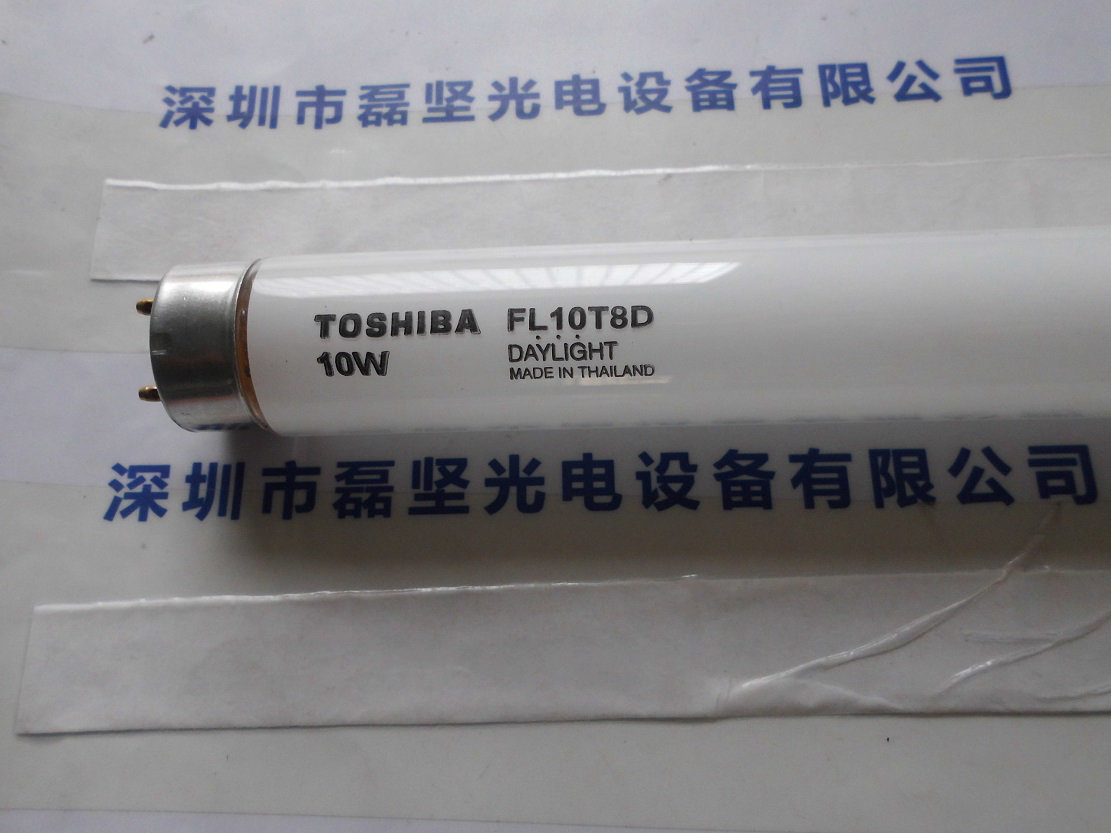 深圳市磊坚光电设备有限公司
TOSHIBA FL10T8D
10W DAYLIGHT
MADE IN THAILAND
深圳市磊坚光电设备有限公司